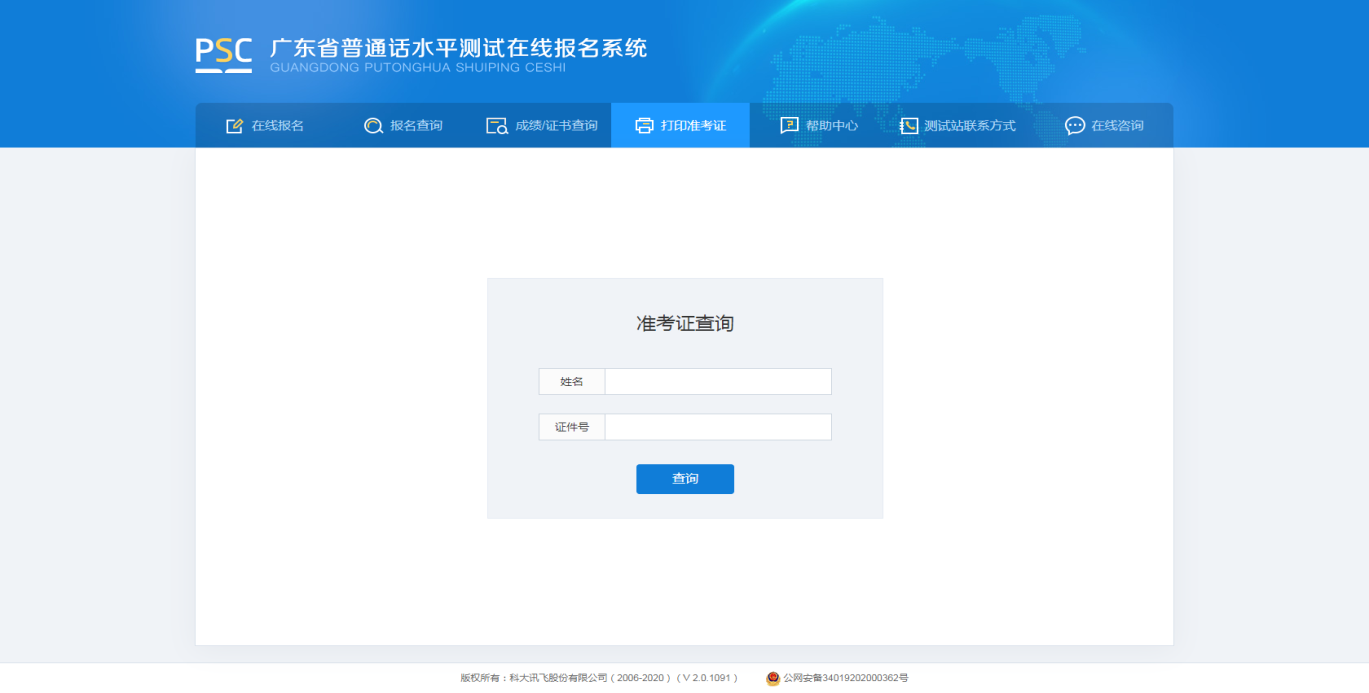 PSC 广东省普通话水平测试在线报名系统
GUANGDONG PUTONGHUA SHUIPING CESHI
在线报名 报名查询 成绩/证书查询 打印准考证 帮助中心 测试站联系方式 在线咨询
准考证查询
姓名
证件号
查询
版权所有：科大讯飞股份有限公司（2006-2020）（V 2.0.1091） 公网安备34019202000362号